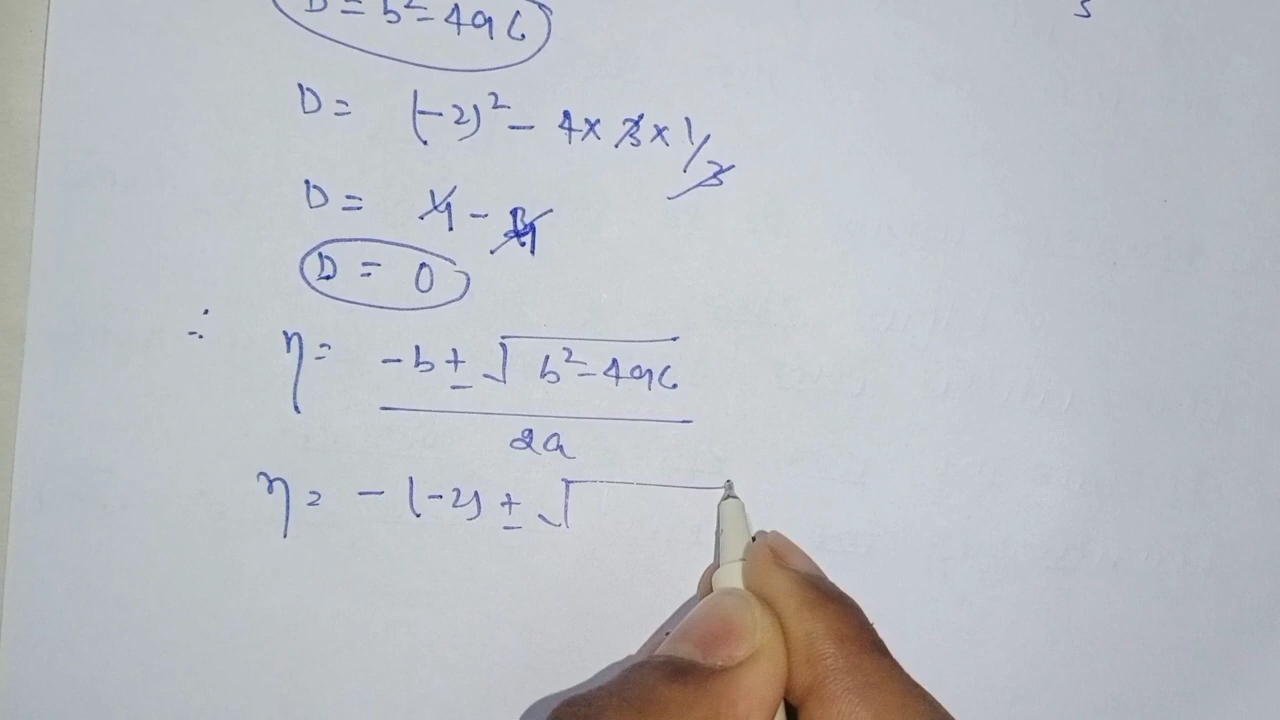 D = b² - 4ac
D = (-2)² - 4 × 3 × 1/3
D = 4 - 4
D = 0
∴ η = -b ± √b² - 4ac / 2a
η = - (-2) ± √